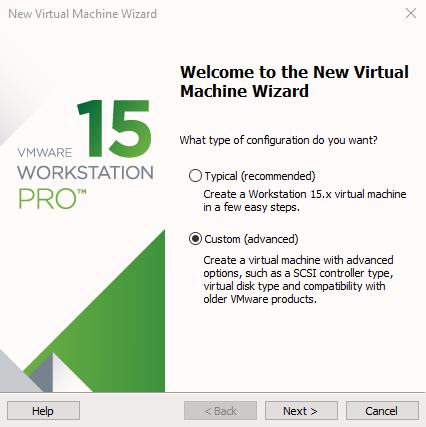 New Virtual Machine Wizard
15
VMWARE
WORKSTATION
PRO™
Welcome to the New Virtual
Machine Wizard
What type of configuration do you want?
Typical (recommended)
Create a Workstation 15.x virtual machine
in a few easy steps.
Custom (advanced)
Create a virtual machine with advanced
options, such as a SCSI controller type,
virtual disk type and compatibility with
older VMware products.
Help
< Back
Next >
Cancel